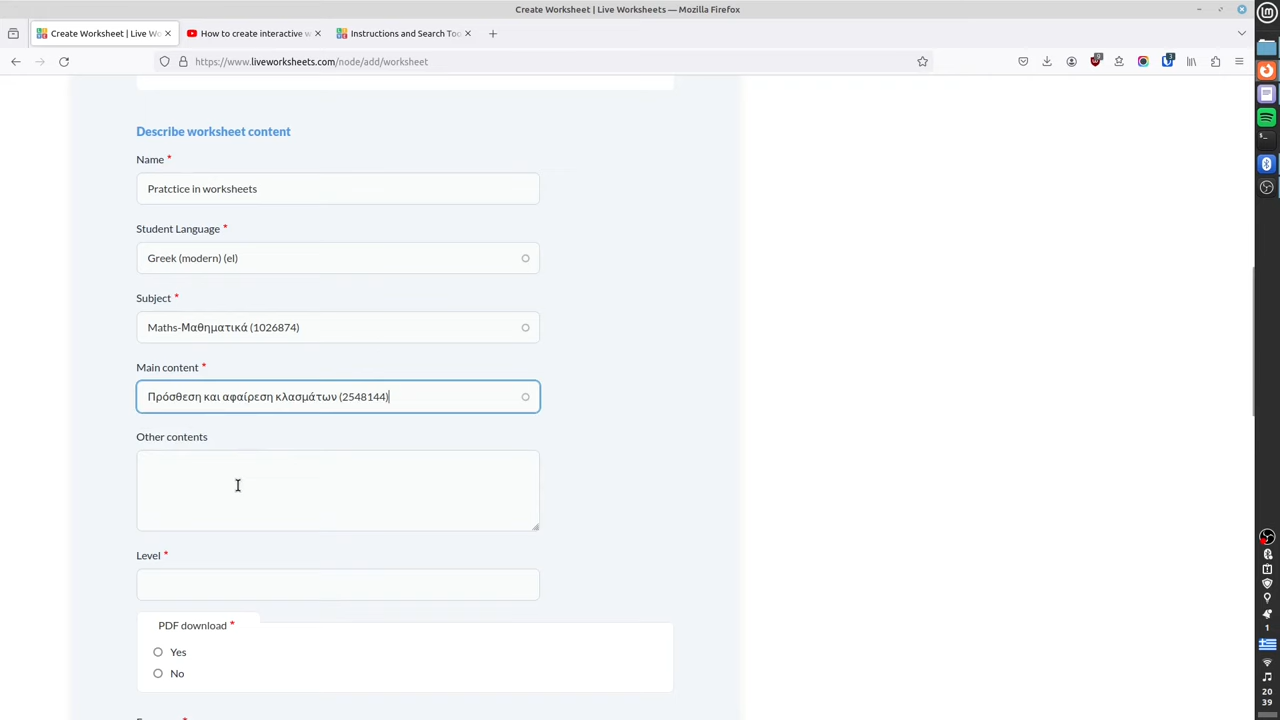 Create Worksheet | Live Worksheets — Mozilla Firefox
Create Worksheet | Live Wo
How to create interactive w
Instructions and Search Too
https://www.liveworksheets.com/node/add/worksheet
Describe worksheet content
Name *
Pratctice in worksheets
Student Language *
Greek (modern) (el)
Subject *
Maths-Μαθηματικά (1026874)
Main content *
Πρόσθεση και αφαίρεση κλασμάτων (2548144)
Other contents
Level *
PDF download *
Yes
No
1
20
39